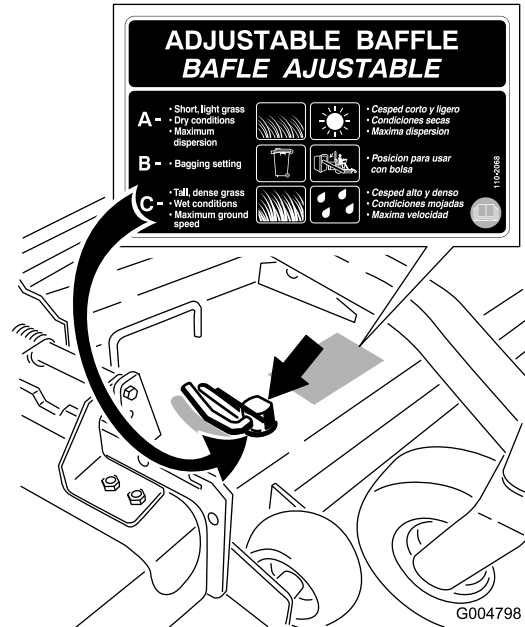 ADJUSTABLE BAFFLE
BAFLE AJUSTABLE
A - • Short, light grass
• Dry conditions
• Maximum
dispersion
• Cesped corto y ligero
• Condiciones secas
• Maxima dispersion
B - • Bagging setting
• Posicion para usar
con bolsa
C - • Tall, dense grass
• Wet conditions
• Maximum ground
speed
• Cesped alto y denso
• Condiciones mojadas
• Maxima velocidad
110-2068
G004798